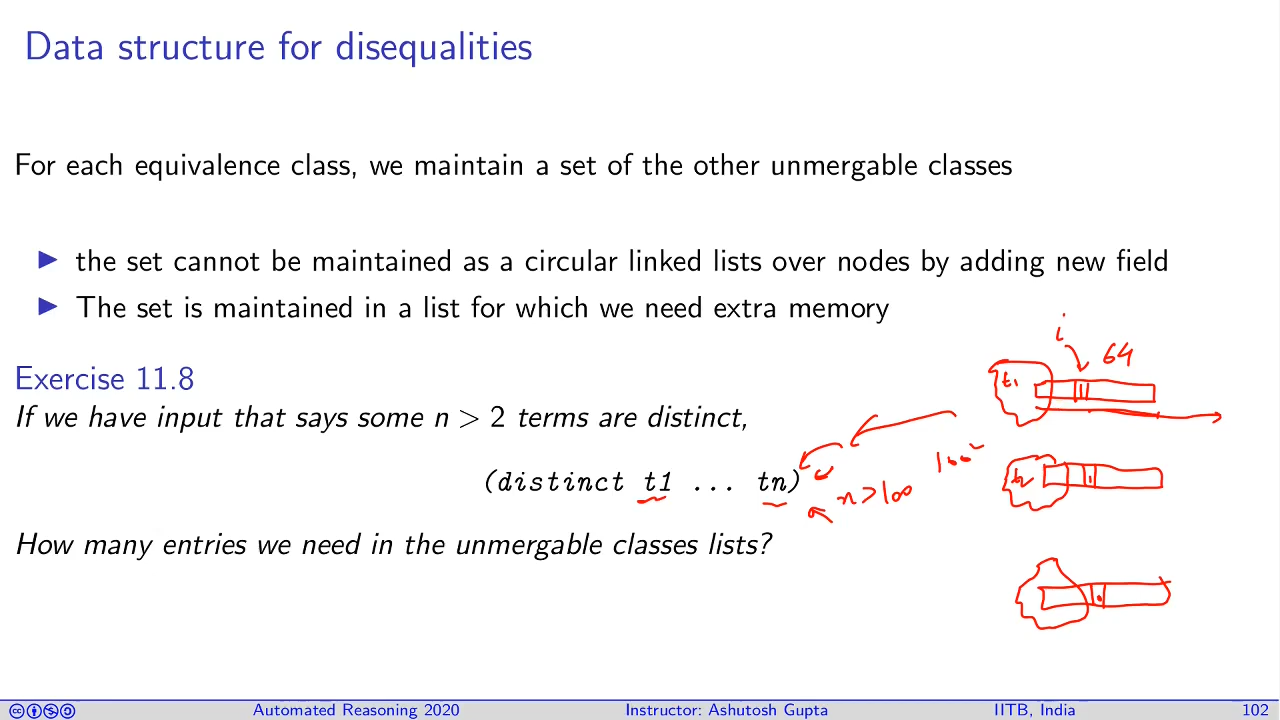 Data structure for disequalities
For each equivalence class, we maintain a set of the other unmergable classes
▶ the set cannot be maintained as a circular linked lists over nodes by adding new field
▶ The set is maintained in a list for which we need extra memory
i
64
Exercise 11.8
t1
If we have input that says some n > 2 terms are distinct,
100²
(distinct t1 ... tn)
t2
n > 100
How many entries we need in the unmergable classes lists?
Automated Reasoning 2020 Instructor: Ashutosh Gupta IITB, India 102